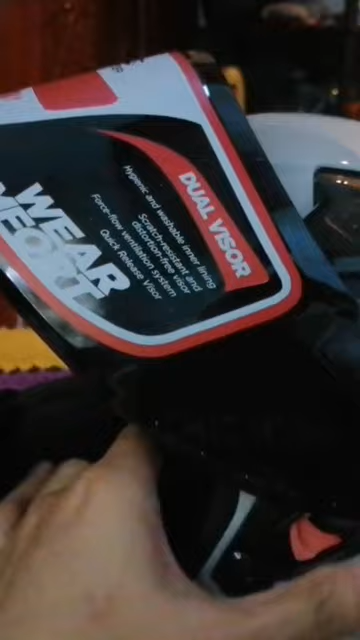 DUAL VISOR
Hygienic and washable inner lining
Scratch-resistant and
distortion-free visor
Force-flow ventilation system
Quick Release Visor
WEAR